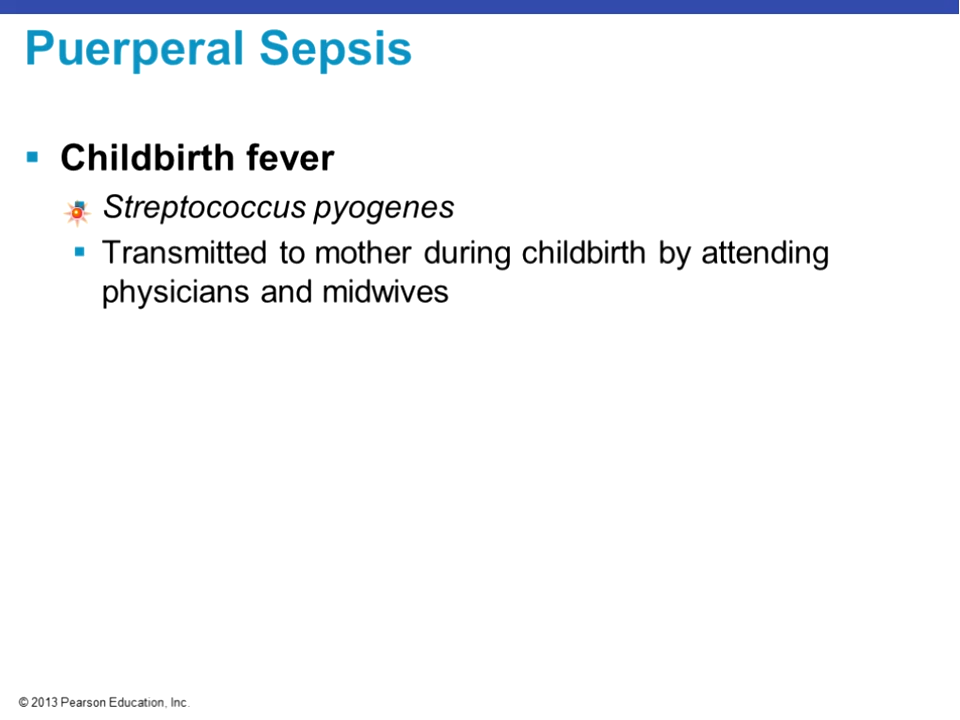 Puerperal Sepsis
Childbirth fever
Streptococcus pyogenes
Transmitted to mother during childbirth by attending
physicians and midwives
© 2013 Pearson Education, Inc.